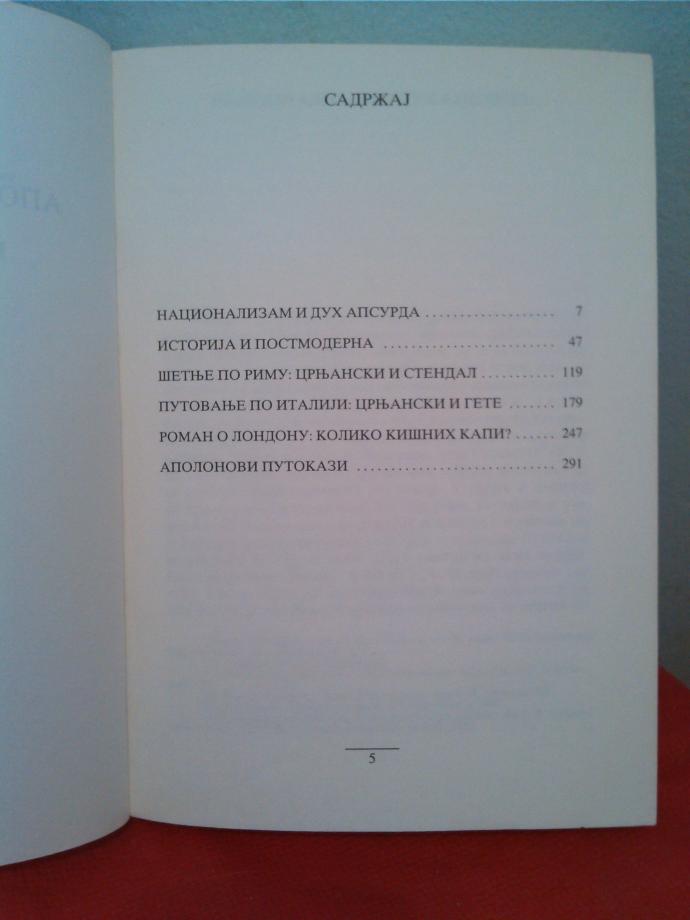 САДРЖАЈ
НАЦИОНАЛИЗАМ И ДУХ АПСУРДА .................. 7
ИСТОРИЈА И ПОСТМОДЕРНА ........................ 47
ШЕТЊЕ ПО РИМУ: ЦРЊАНСКИ И СТЕНДАЛ .......... 119
ПУТОВАЊЕ ПО ИТАЛИЈИ: ЦРЊАНСКИ И ГЕТЕ ....... 179
РОМАН О ЛОНДОНУ: КОЛИКО КИШНИХ КАПИ? ...... 247
АПОЛОНОВИ ПУТОКАЗИ ............................ 291
5